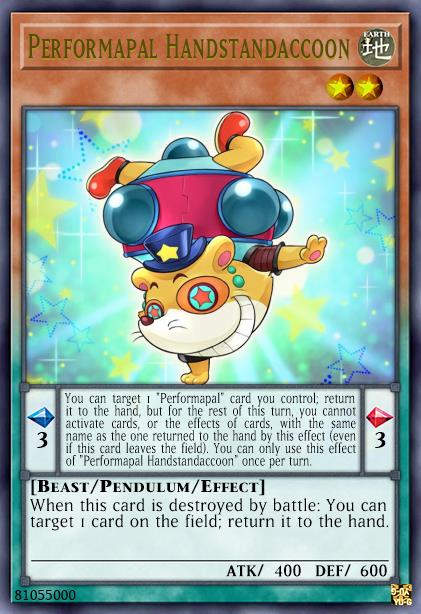 PERFORMAPAL HANDSTANDACCOON
EARTH
地
You can target 1 "Performapal" card you control; return
it to the hand, but for the rest of this turn, you cannot
activate cards, or the effects of cards, with the same
name as the one returned to the hand by this effect (even
if this card leaves the field). You can only use this effect
of "Performapal Handstandaccoon" once per turn.
3
3
[BEAST/PENDULUM/EFFECT]
When this card is destroyed by battle: You can
target 1 card on the field; return it to the hand.
ATK/ 400 DEF/ 600
81055000